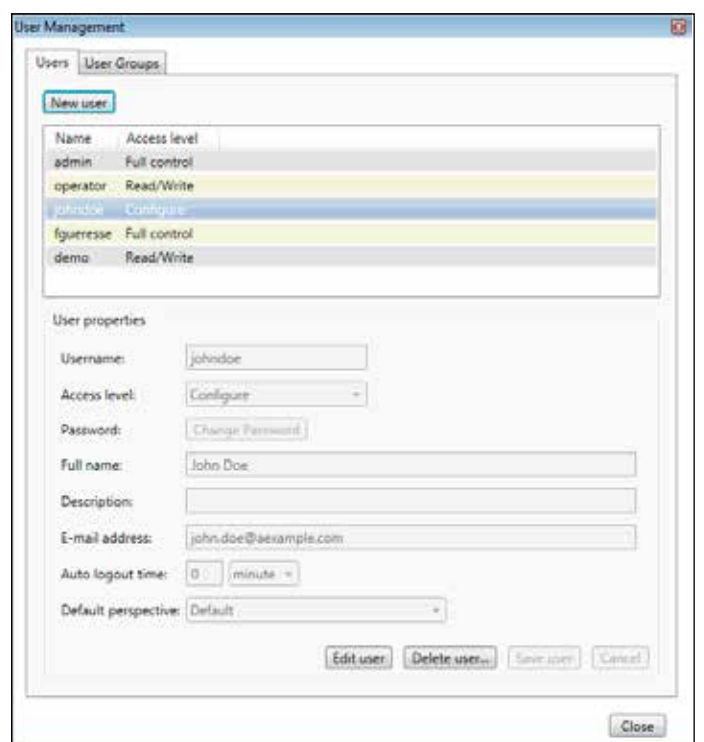 User Management
Users User Groups
New user
Name Access level
admin Full control
operator Read/Write
johndoe Configure
fgueresse Full control
demo Read/Write
User properties
Username: johndoe
Access level: Configure
Password: Change Password
Full name: John Doe
Description:
E-mail address: john.doe@aexample.com
Auto logout time: 0 minute
Default perspective: Default
Edit user Delete user... Save user Cancel
Close